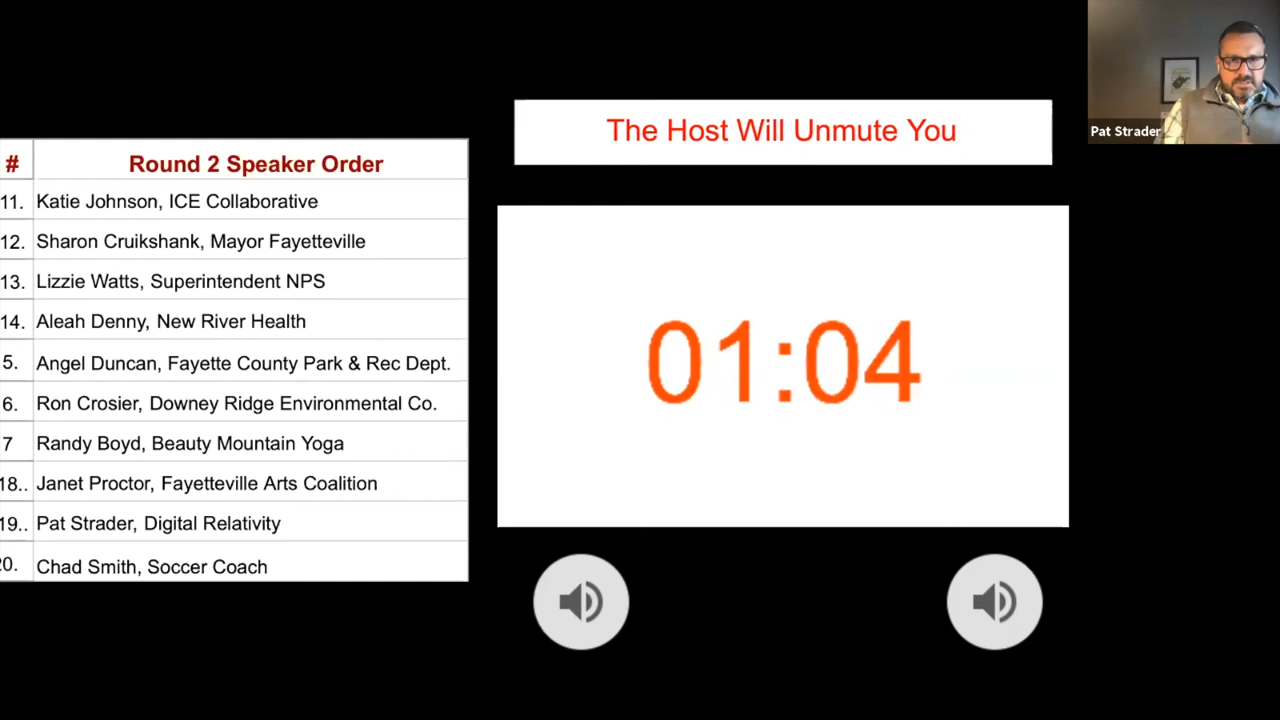 # Round 2 Speaker Order
11. Katie Johnson, ICE Collaborative
12. Sharon Cruikshank, Mayor Fayetteville
13. Lizzie Watts, Superintendent NPS
14. Aleah Denny, New River Health
5. Angel Duncan, Fayette County Park & Rec Dept.
6. Ron Crosier, Downey Ridge Environmental Co.
7 Randy Boyd, Beauty Mountain Yoga
18.. Janet Proctor, Fayetteville Arts Coalition
19.. Pat Strader, Digital Relativity
20. Chad Smith, Soccer Coach
The Host Will Unmute You
01:04
Pat Strader